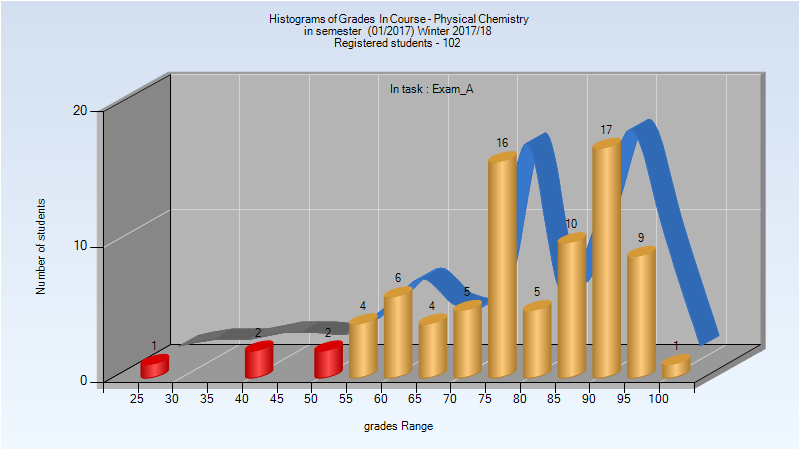 Histograms of Grades In Course - Physical Chemistry
in semester (01/2017) Winter 2017/18
Registered students - 102
In task : Exam_A
20
10
0
Number of students
1
2
2
4
6
4
5
16
5
10
17
9
1
25 30 35 40 45 50 55 60 65 70 75 80 85 90 95 100
grades Range